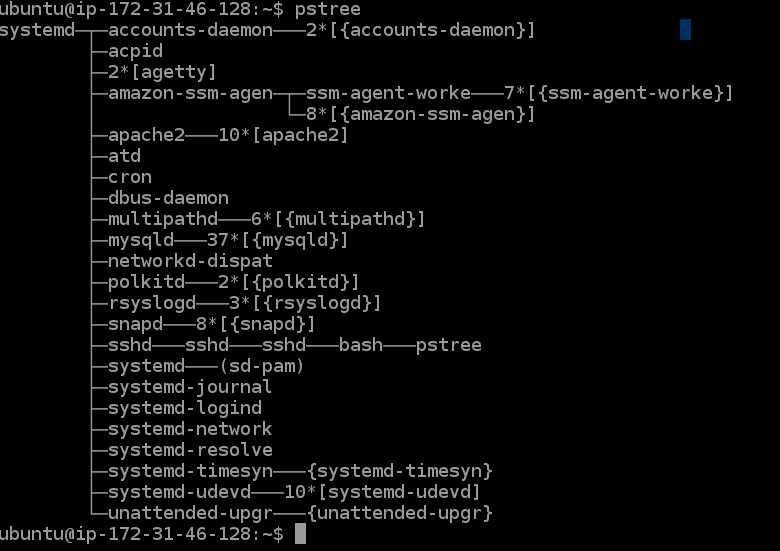 ubuntu@ip-172-31-46-128:~$ pstree
systemd─┬─accounts-daemon───2*[{accounts-daemon}]
        ├─acpid
        ├─2*[agetty]
        ├─amazon-ssm-agen─┬─ssm-agent-worke───7*[{ssm-agent-worke}]
        │                 └─8*[{amazon-ssm-agen}]
        ├─apache2───10*[apache2]
        ├─atd
        ├─cron
        ├─dbus-daemon
        ├─multipathd───6*[{multipathd}]
        ├─mysqld───37*[{mysqld}]
        ├─networkd-dispat
        ├─polkitd───2*[{polkitd}]
        ├─rsyslogd───3*[{rsyslogd}]
        ├─snapd───8*[{snapd}]
        ├─sshd───sshd───sshd───bash───pstree
        ├─systemd───(sd-pam)
        ├─systemd-journal
        ├─systemd-logind
        ├─systemd-network
        ├─systemd-resolve
        ├─systemd-timesyn───{systemd-timesyn}
        ├─systemd-udevd───10*[systemd-udevd]
        └─unattended-upgr───{unattended-upgr}
ubuntu@ip-172-31-46-128:~$